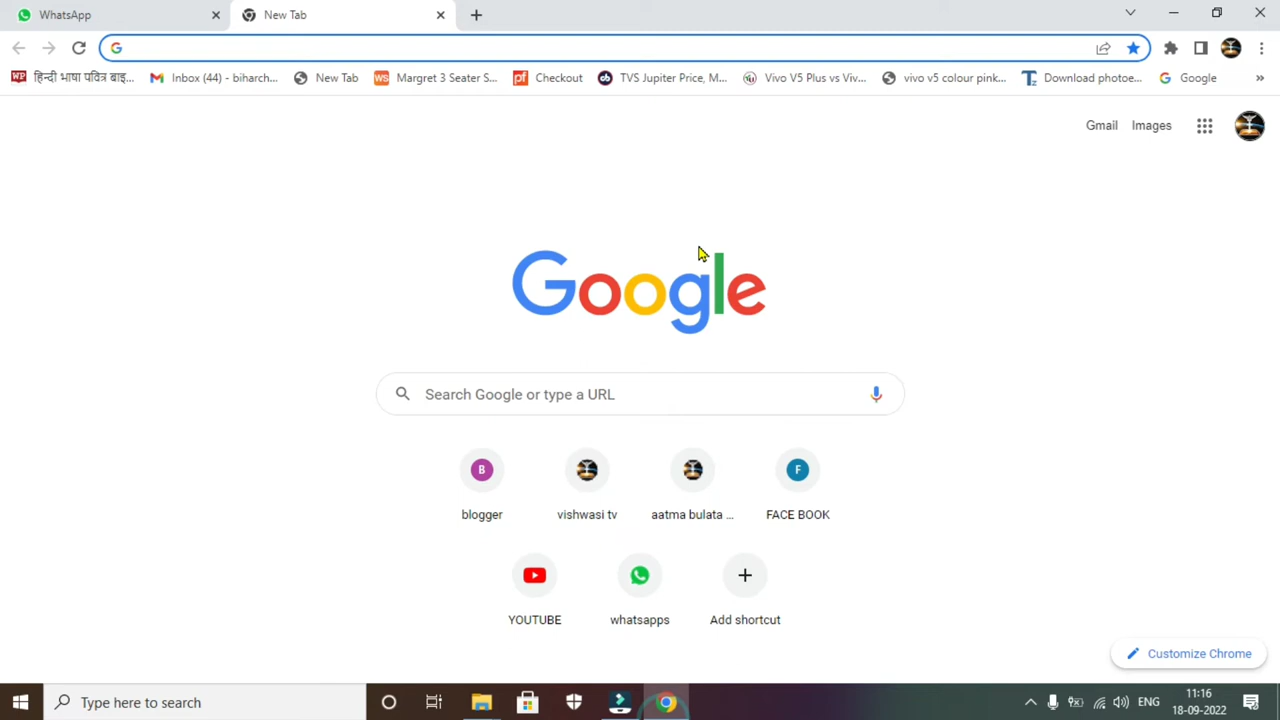 WhatsApp
New Tab
WP हिन्दी भाषा पवित्र बाइ... Inbox (44) - biharch... New Tab ws Margret 3 Seater S... pf Checkout TVS Jupiter Price, M... Vivo V5 Plus vs Viv... vivo v5 colour pink... Download photoe... Google »
Gmail Images
Google
Search Google or type a URL
B F
blogger vishwasi tv aatma bulata ... FACE BOOK
YOUTUBE whatsapps Add shortcut
Customize Chrome
Type here to search
ENG
11:16
18-09-2022